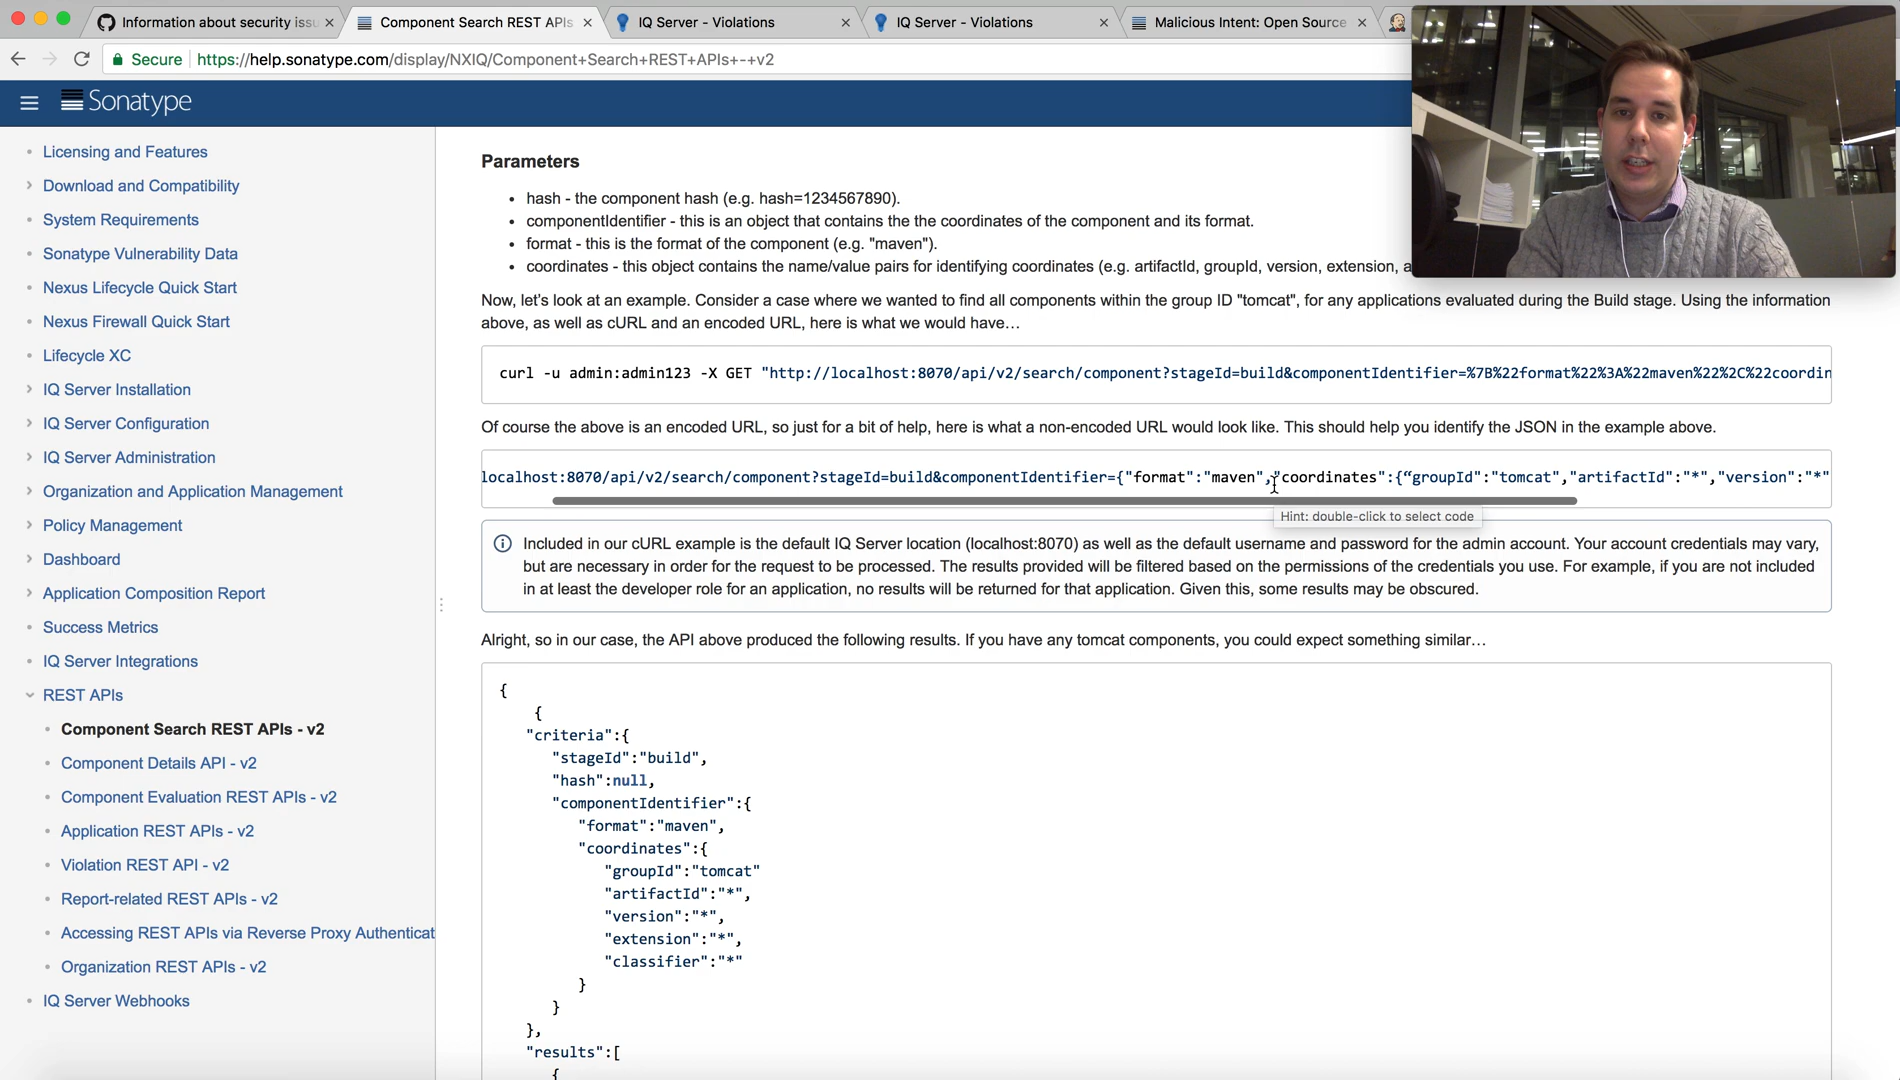 Information about security issu
Component Search REST APIs
IQ Server - Violations
IQ Server - Violations
Malicious Intent: Open Source
Secure
https://help.sonatype.com/display/NXIQ/Component+Search+REST+APIs+-+v2
Sonatype
Licensing and Features
Download and Compatibility
System Requirements
Sonatype Vulnerability Data
Nexus Lifecycle Quick Start
Nexus Firewall Quick Start
Lifecycle XC
IQ Server Installation
IQ Server Configuration
IQ Server Administration
Organization and Application Management
Policy Management
Dashboard
Application Composition Report
Success Metrics
IQ Server Integrations
REST APIs
Component Search REST APIs - v2
Component Details API - v2
Component Evaluation REST APIs - v2
Application REST APIs - v2
Violation REST API - v2
Report-related REST APIs - v2
Accessing REST APIs via Reverse Proxy Authenticat
Organization REST APIs - v2
IQ Server Webhooks
Parameters
• hash - the component hash (e.g. hash=1234567890).
• componentIdentifier - this is an object that contains the the coordinates of the component and its format.
• format - this is the format of the component (e.g. "maven").
• coordinates - this object contains the name/value pairs for identifying coordinates (e.g. artifactId, groupId, version, extension, a
Now, let's look at an example. Consider a case where we wanted to find all components within the group ID "tomcat", for any applications evaluated during the Build stage. Using the information
above, as well as cURL and an encoded URL, here is what we would have…
curl -u admin:admin123 -X GET "http://localhost:8070/api/v2/search/component?stageId=build&componentIdentifier=%7B%22format%22%3A%22maven%22%2C%22coordin
Of course the above is an encoded URL, so just for a bit of help, here is what a non-encoded URL would look like. This should help you identify the JSON in the example above.
localhost:8070/api/v2/search/component?stageId=build&componentIdentifier={"format":"maven","coordinates":{“groupId":"tomcat","artifactId":"*","version":"*"
Hint: double-click to select code
Included in our cURL example is the default IQ Server location (localhost:8070) as well as the default username and password for the admin account. Your account credentials may vary,
but are necessary in order for the request to be processed. The results provided will be filtered based on the permissions of the credentials you use. For example, if you are not included
in at least the developer role for an application, no results will be returned for that application. Given this, some results may be obscured.
Alright, so in our case, the API above produced the following results. If you have any tomcat components, you could expect something similar…
{
{
"criteria":{
"stageId":"build",
"hash":null,
"componentIdentifier":{
"format":"maven",
"coordinates":{
"groupId":"tomcat"
"artifactId":"*",
"version":"*",
"extension":"*",
"classifier":"*"
}
}
},
"results":[
{